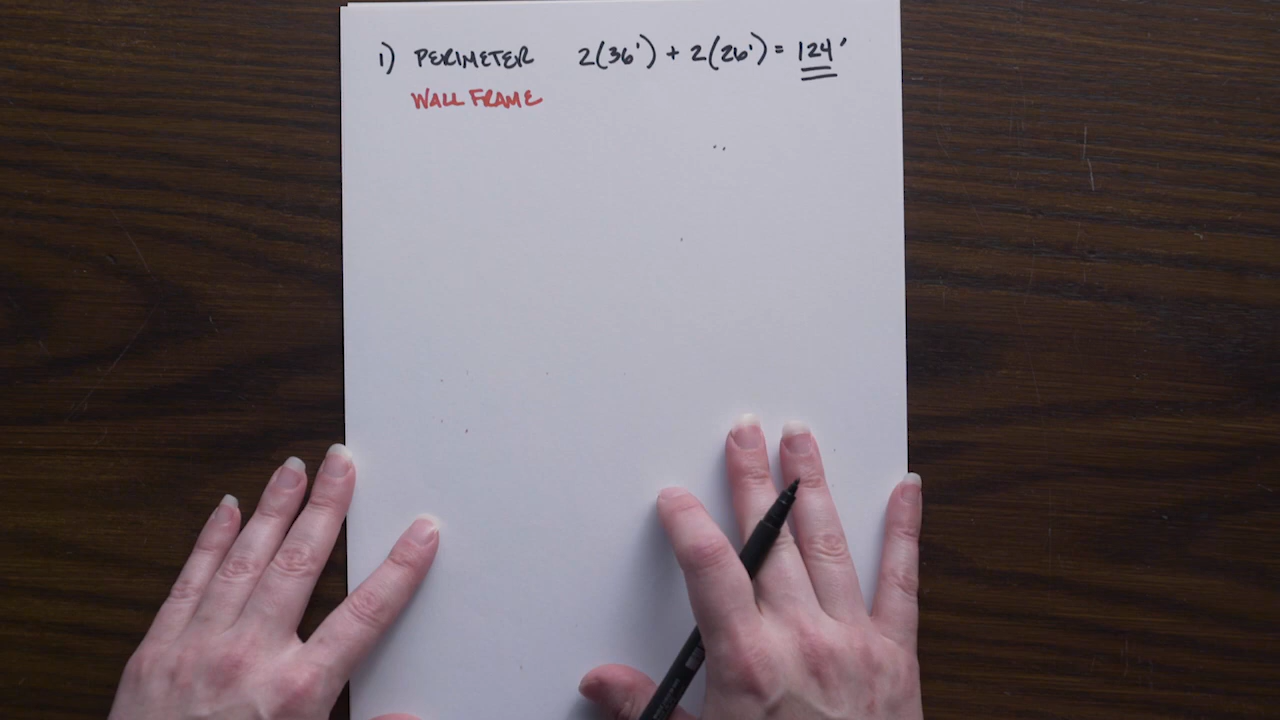 1) PERIMETER 2(36') + 2(26') = 124'
WALL FRAME